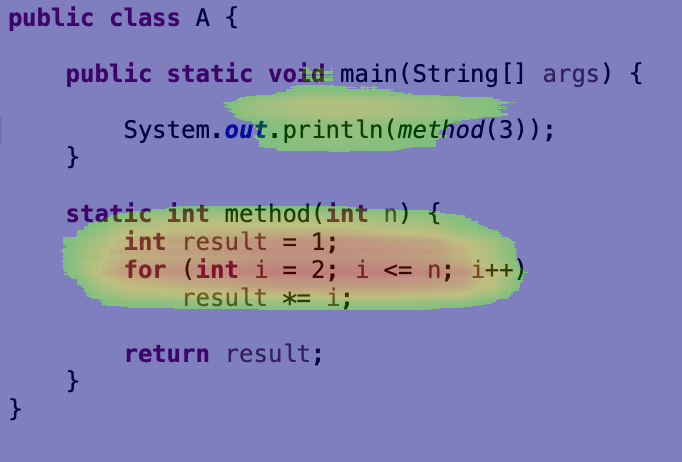 public class A {
public static void main(String[] args) {
System.out.println(method(3));
}
static int method(int n) {
int result = 1;
for (int i = 2; i <= n; i++)
result *= i;
return result;
}
}